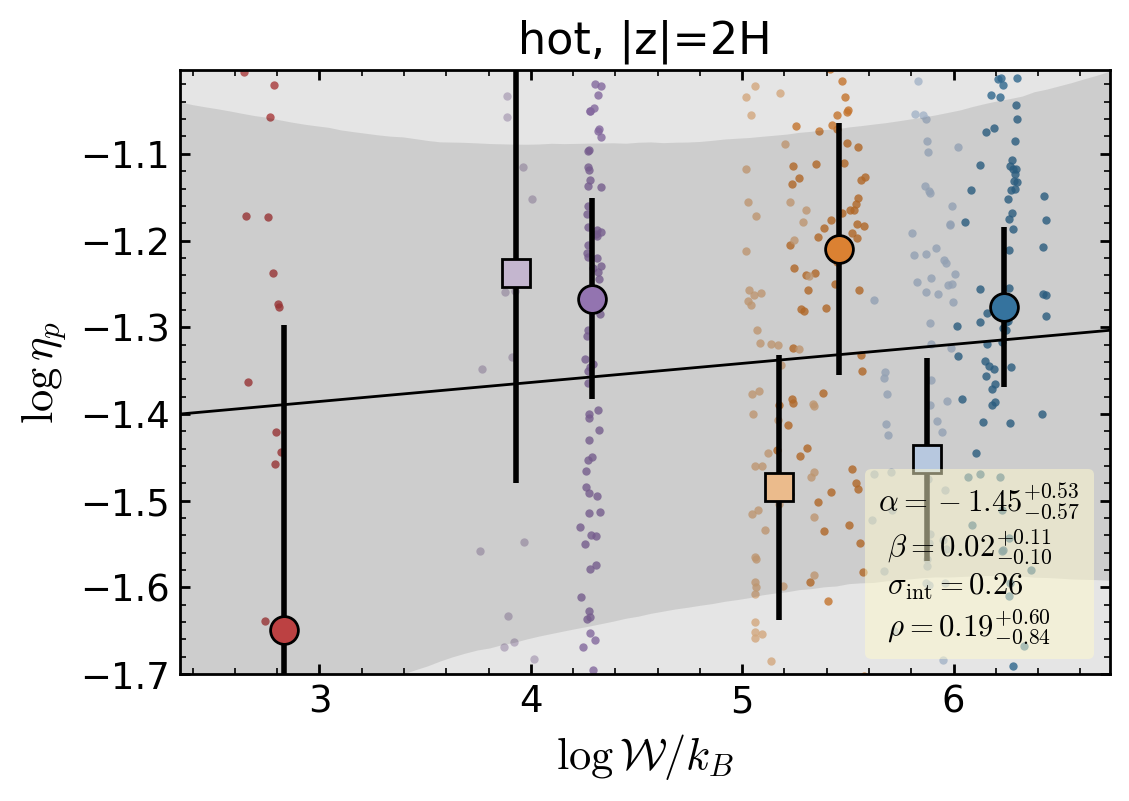 hot, |z|=2H
−1.1
−1.2
−1.3
−1.4
−1.5
−1.6
−1.7
log η_p
α = −1.45^{+0.53}_{−0.57}
β = 0.02^{+0.11}_{−0.10}
σ_int = 0.26
ρ = 0.19^{+0.60}_{−0.84}
3 4 5 6
log 𝒲/k_B